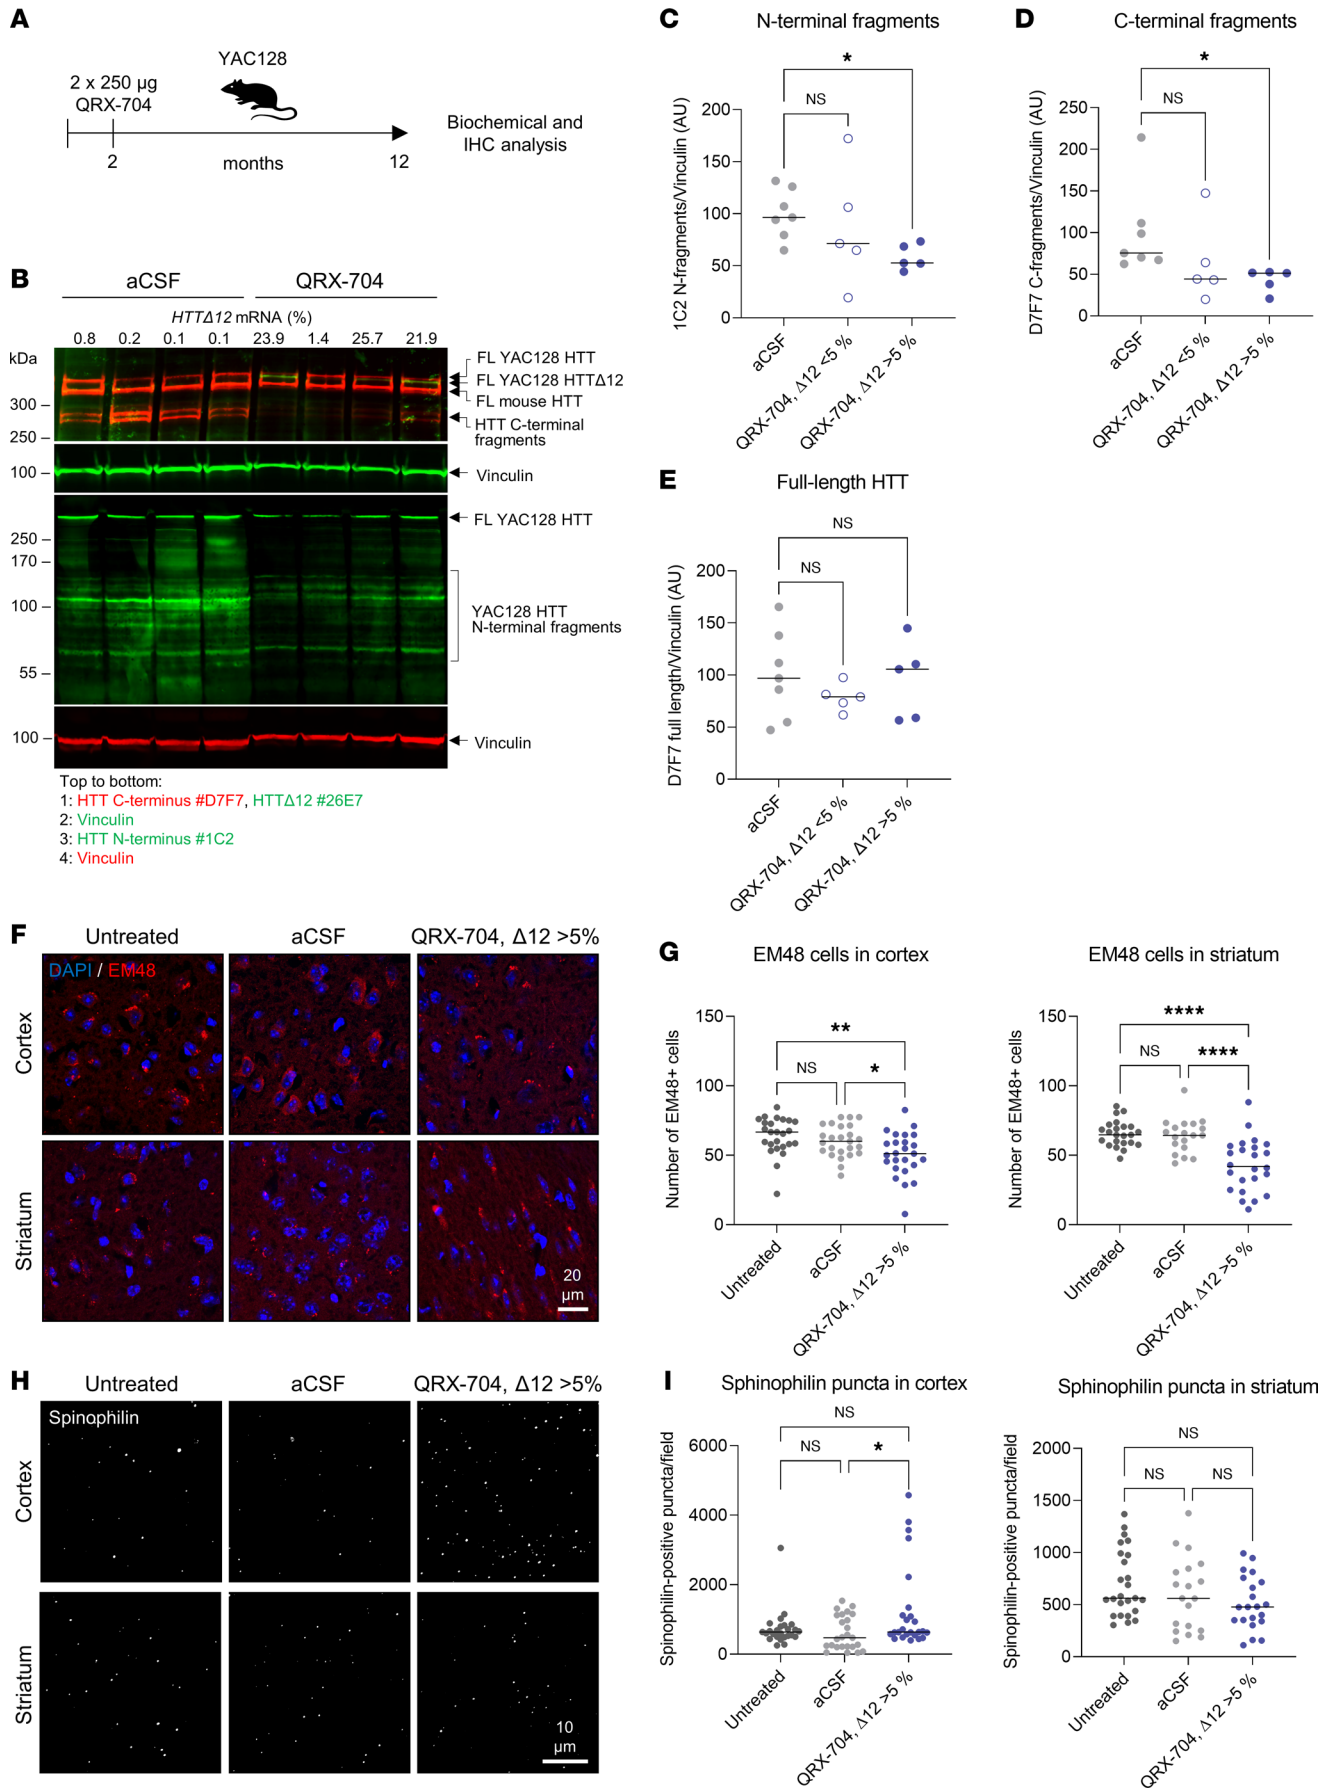 A
YAC128
2 x 250 µg
QRX-704
2
months
12
Biochemical and
IHC analysis
B
aCSF
QRX-704
HTTΔ12 mRNA (%)
0.8 0.2 0.1 0.1 23.9 1.4 25.7 21.9
kDa
300
250
100
250
170
100
55
100
FL YAC128 HTT
FL YAC128 HTTΔ12
FL mouse HTT
HTT C-terminal
fragments
Vinculin
FL YAC128 HTT
YAC128 HTT
N-terminal fragments
Vinculin
Top to bottom:
1: HTT C-terminus #D7F7, HTTΔ12 #26E7
2: Vinculin
3: HTT N-terminus #1C2
4: Vinculin
C
N-terminal fragments
*
NS
1C2 N-fragments/Vinculin (AU)
200
150
100
50
0
aCSF
QRX-704, Δ12 <5 %
QRX-704, Δ12 >5 %
D
C-terminal fragments
*
NS
D7F7 C-fragments/Vinculin (AU)
250
200
150
100
50
0
aCSF
QRX-704, Δ12 <5 %
QRX-704, Δ12 >5 %
E
Full-length HTT
NS
NS
D7F7 full length/Vinculin (AU)
200
150
100
50
0
aCSF
QRX-704, Δ12 <5 %
QRX-704, Δ12 >5 %
F
Untreated
aCSF
QRX-704, Δ12 >5%
DAPI / EM48
Cortex
Striatum
20
µm
G
EM48 cells in cortex
**
NS
*
Number of EM48+ cells
150
100
50
0
Untreated
aCSF
QRX-704, Δ12 >5 %
EM48 cells in striatum
****
NS
****
Number of EM48+ cells
150
100
50
0
Untreated
aCSF
QRX-704, Δ12 >5 %
H
Untreated
aCSF
QRX-704, Δ12 >5%
Spinophilin
Cortex
Striatum
10
µm
I
Sphinophilin puncta in cortex
NS
NS
*
Spinophilin-positive puncta/field
6000
4000
2000
0
Untreated
aCSF
QRX-704, Δ12 >5 %
Sphinophilin puncta in striatum
NS
NS
NS
Spinophilin-positive puncta/field
2000
1500
1000
500
0
Untreated
aCSF
QRX-704, Δ12 >5 %